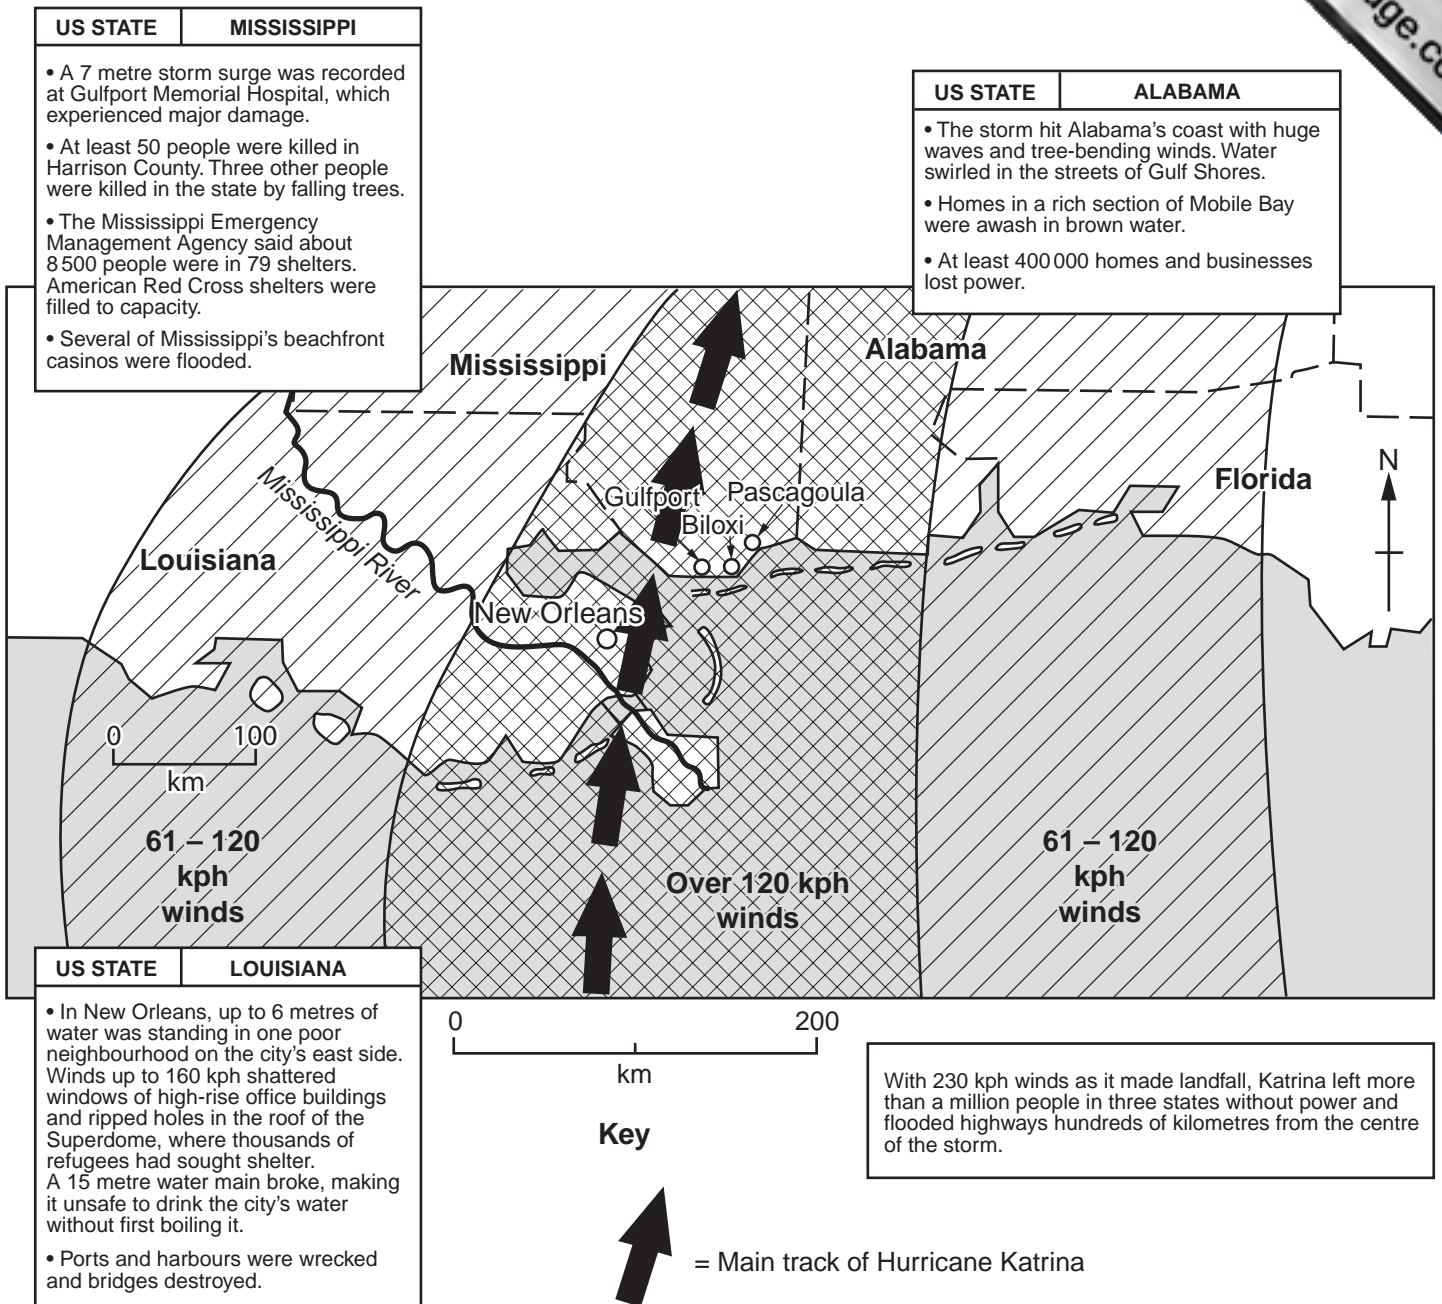 US STATE MISSISSIPPI
• A 7 metre storm surge was recorded
at Gulfport Memorial Hospital, which
experienced major damage.
• At least 50 people were killed in
Harrison County. Three other people
were killed in the state by falling trees.
• The Mississippi Emergency
Management Agency said about
8 500 people were in 79 shelters.
American Red Cross shelters were
filled to capacity.
• Several of Mississippi's beachfront
casinos were flooded.
US STATE ALABAMA
• The storm hit Alabama's coast with huge
waves and tree-bending winds. Water
swirled in the streets of Gulf Shores.
• Homes in a rich section of Mobile Bay
were awash in brown water.
• At least 400 000 homes and businesses
lost power.
Mississippi
Alabama
Florida
N
Louisiana
Mississippi River
Gulfport
Pascagoula
Biloxi
New Orleans
0 100
km
61 – 120
kph
winds
Over 120 kph
winds
61 – 120
kph
winds
US STATE LOUISIANA
• In New Orleans, up to 6 metres of
water was standing in one poor
neighbourhood on the city's east side.
Winds up to 160 kph shattered
windows of high-rise office buildings
and ripped holes in the roof of the
Superdome, where thousands of
refugees had sought shelter.
A 15 metre water main broke, making
it unsafe to drink the city's water
without first boiling it.
• Ports and harbours were wrecked
and bridges destroyed.
0 200
km
With 230 kph winds as it made landfall, Katrina left more
than a million people in three states without power and
flooded highways hundreds of kilometres from the centre
of the storm.
Key
= Main track of Hurricane Katrina